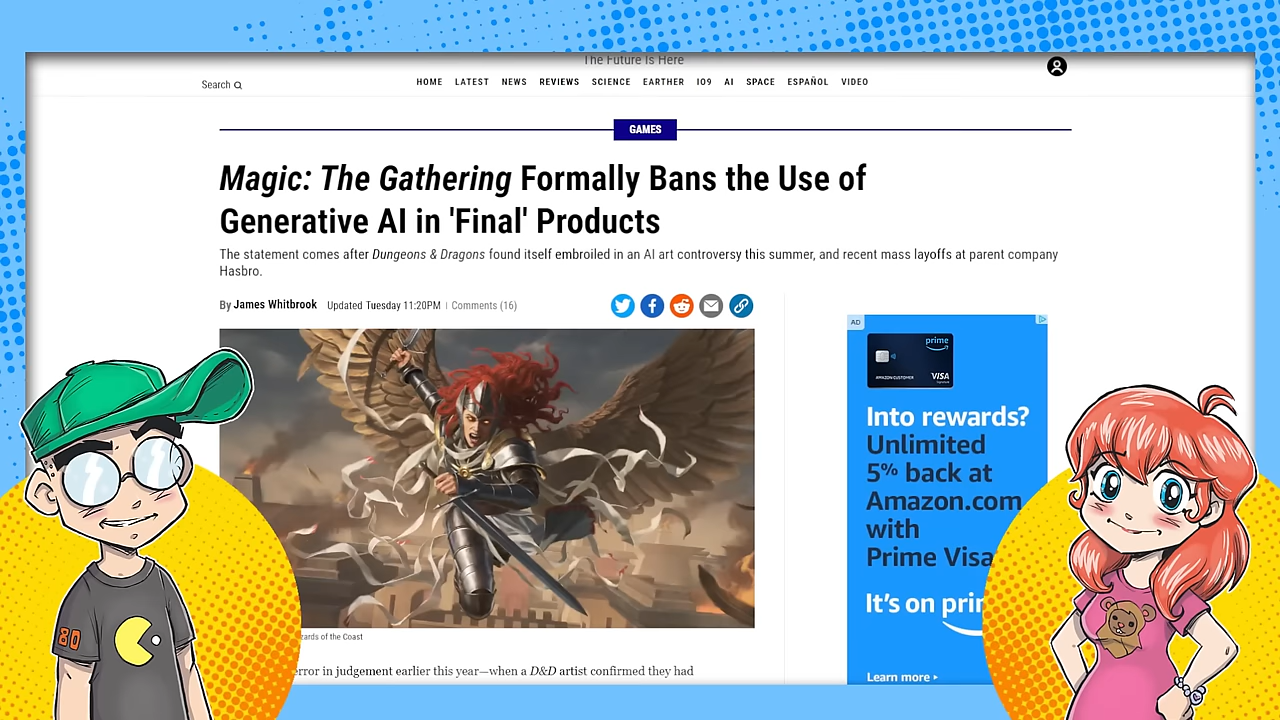 The Future Is Here
Search
HOME LATEST NEWS REVIEWS SCIENCE EARTHER IO9 AI SPACE ESPAÑOL VIDEO
GAMES
Magic: The Gathering Formally Bans the Use of
Generative AI in 'Final' Products
The statement comes after Dungeons & Dragons found itself embroiled in an AI art controversy this summer, and recent mass layoffs at parent company
Hasbro.
By James Whitbrook Updated Tuesday 11:20PM Comments (16)
AD
prime
AMAZON CUSTOMER
VISA
Signature
Into rewards?
Unlimited
5% back at
Amazon.com
with
Prime Visa
It's on
Learn more
of the Coast
in judgement earlier this year—when a D&D artist confirmed they had
80